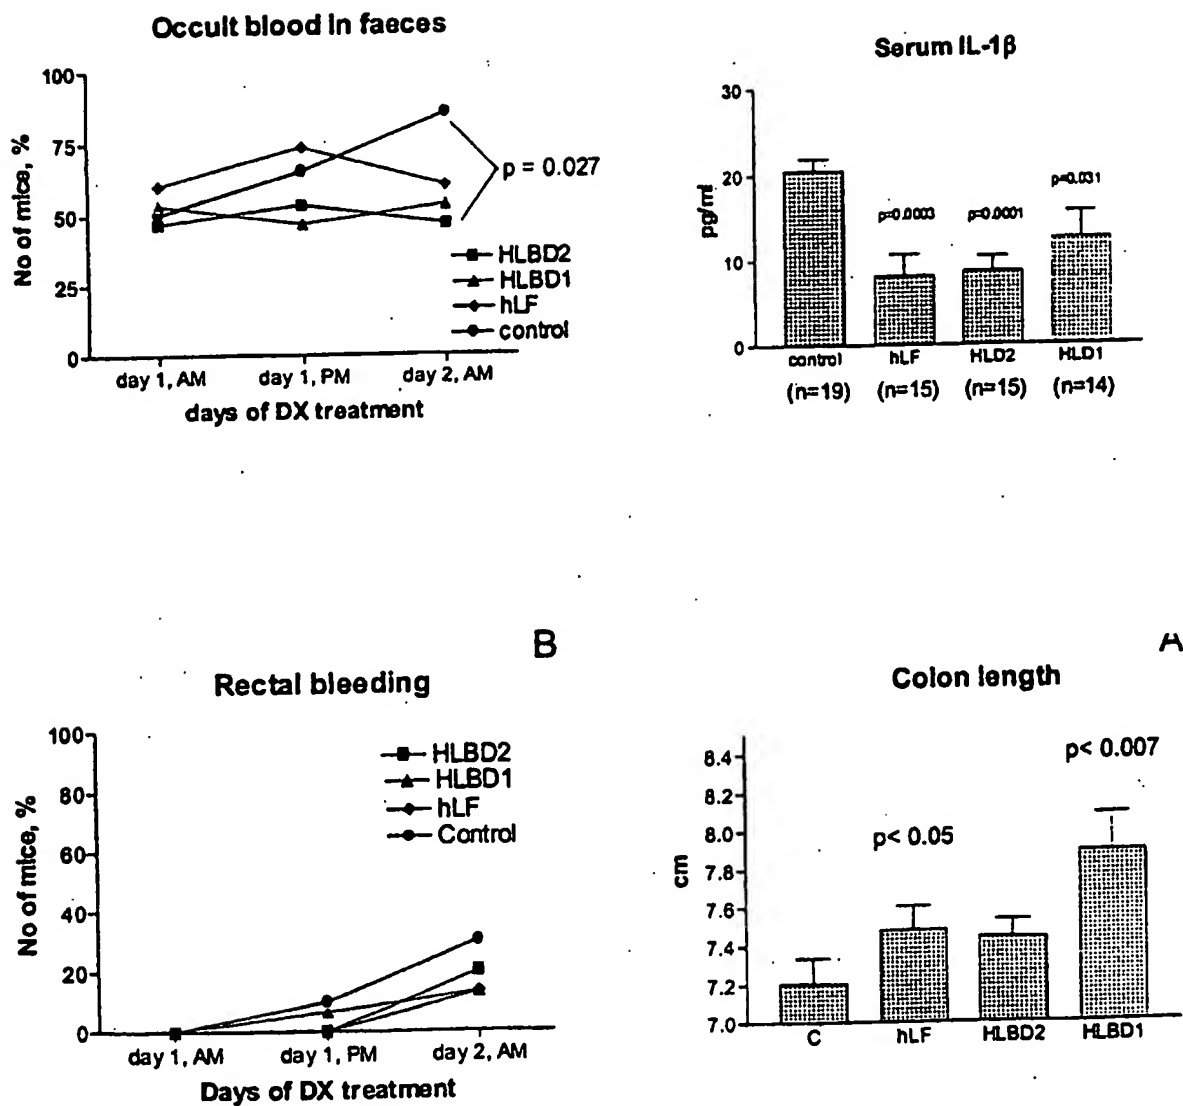 Occult blood in faeces
100
75
50
25
0
No of mice, %
p = 0.027
HLBD2
HLBD1
hLF
control
day 1, AM day 1, PM day 2, AM
days of DX treatment
Serum IL-1β
30
20
10
0
pg/ml
p=0.0003 p=0.0001 p=0.031
control hLF HLD2 HLD1
(n=19) (n=15) (n=15) (n=14)
B
Rectal bleeding
100
80
60
40
20
0
No of mice, %
HLBD2
HLBD1
hLF
Control
day 1, AM day 1, PM day 2, AM
Days of DX treatment
A
Colon length
8.4
8.2
8.0
7.8
7.6
7.4
7.2
7.0
cm
p< 0.05
p< 0.007
C hLF HLBD2 HLBD1